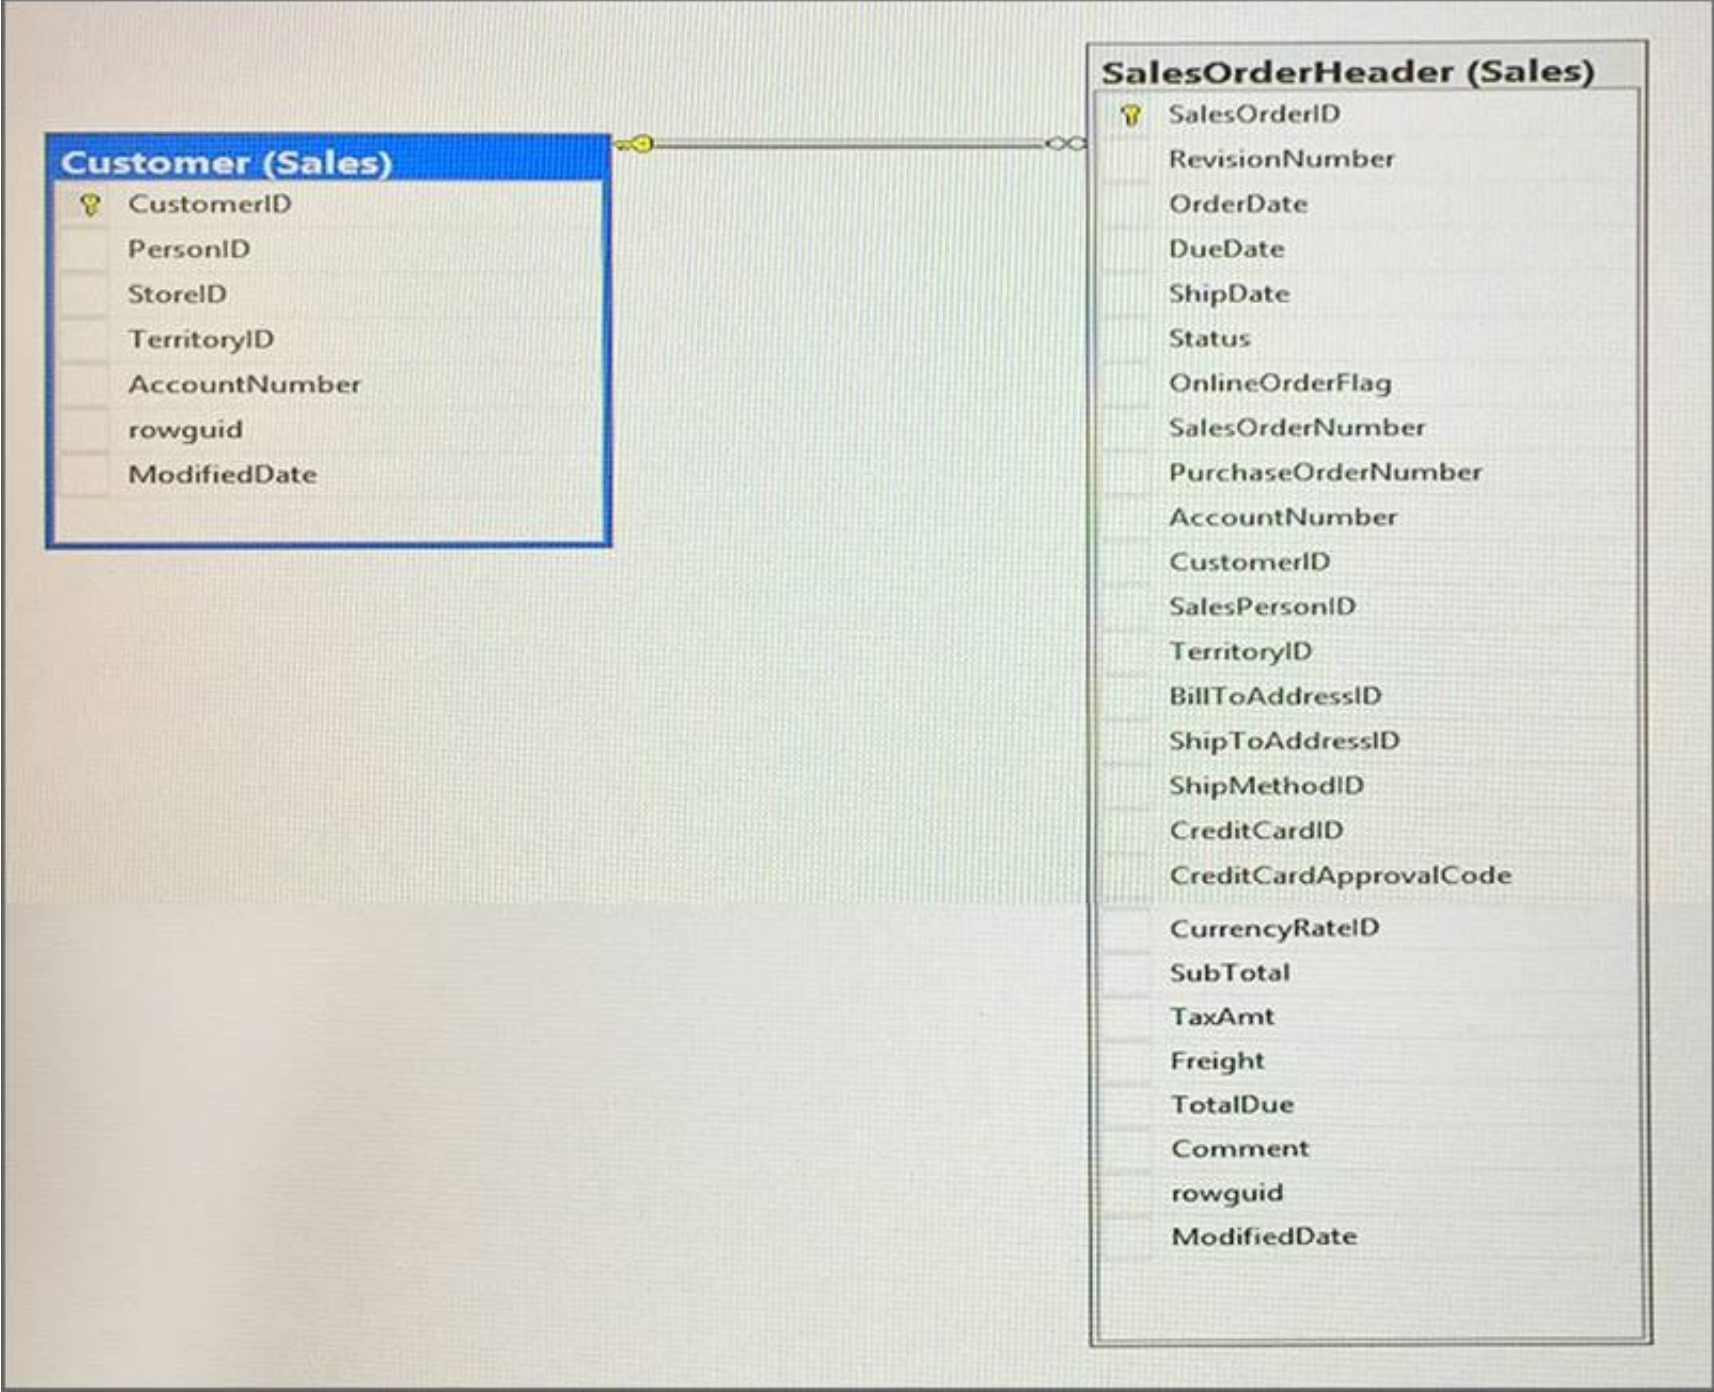 Customer (Sales)
CustomerID
PersonID
StoreID
TerritoryID
AccountNumber
rowguid
ModifiedDate
SalesOrderHeader (Sales)
SalesOrderID
RevisionNumber
OrderDate
DueDate
ShipDate
Status
OnlineOrderFlag
SalesOrderNumber
PurchaseOrderNumber
AccountNumber
CustomerID
SalesPersonID
TerritoryID
BillToAddressID
ShipToAddressID
ShipMethodID
CreditCardID
CreditCardApprovalCode
CurrencyRateID
SubTotal
TaxAmt
Freight
TotalDue
Comment
rowguid
ModifiedDate